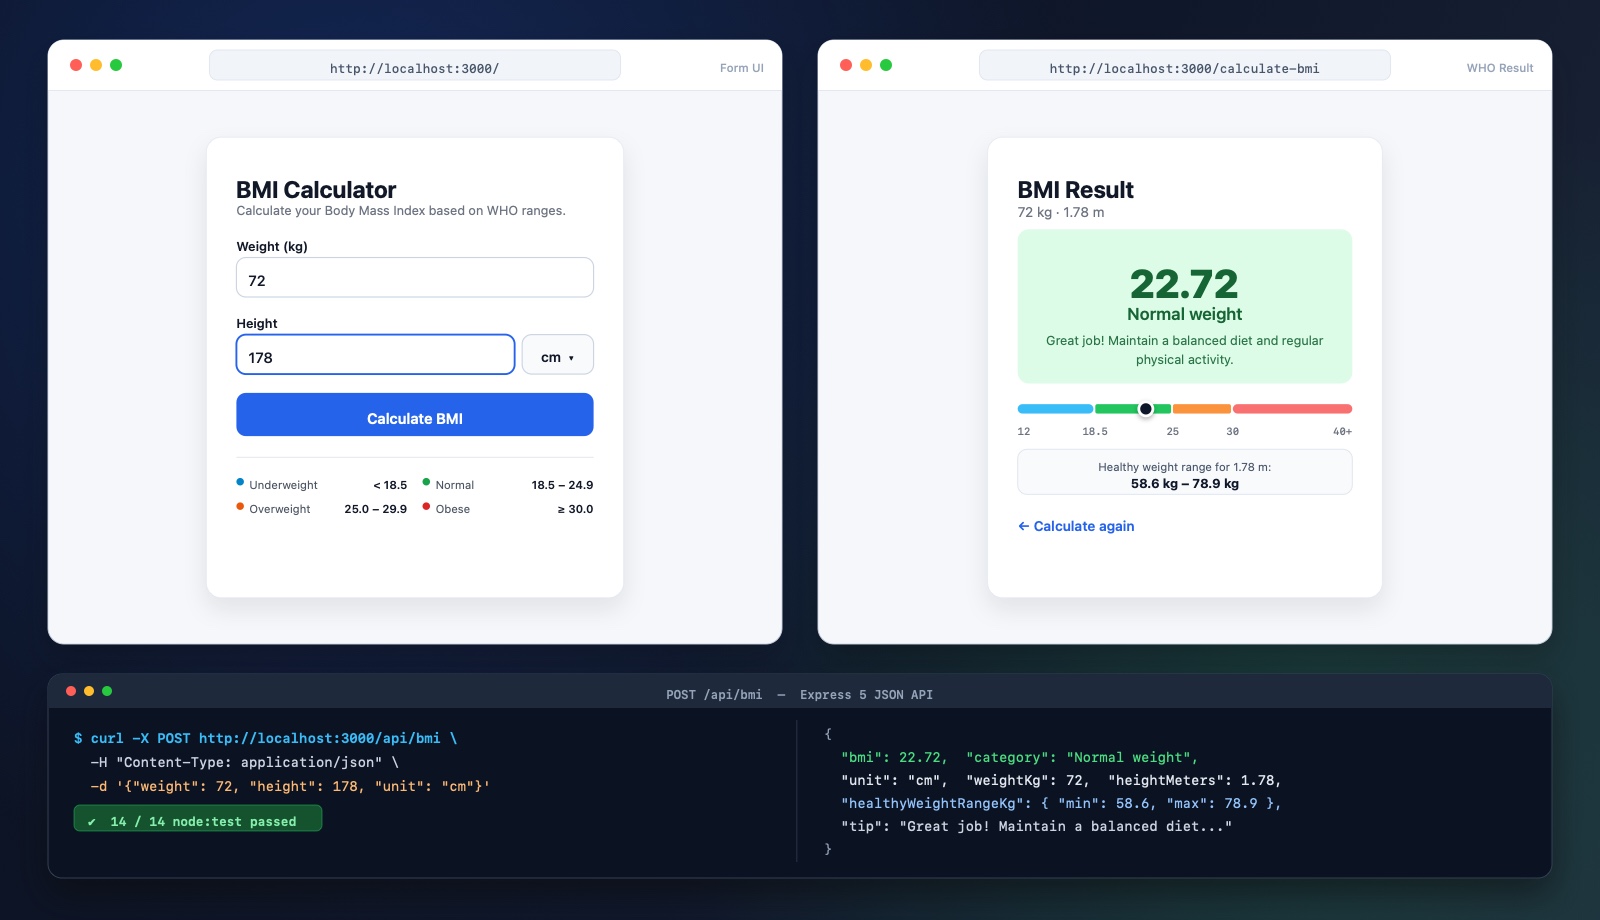 http://localhost:3000/
Form UI
BMI Calculator
Calculate your Body Mass Index based on WHO ranges.
Weight (kg)
72
Height
178
cm ▾
Calculate BMI
Underweight < 18.5
Normal 18.5 – 24.9
Overweight 25.0 – 29.9
Obese ≥ 30.0
http://localhost:3000/calculate-bmi
WHO Result
BMI Result
72 kg · 1.78 m
22.72
Normal weight
Great job! Maintain a balanced diet and regular
physical activity.
12 18.5 25 30 40+
Healthy weight range for 1.78 m:
58.6 kg – 78.9 kg
← Calculate again
POST /api/bmi — Express 5 JSON API
$ curl -X POST http://localhost:3000/api/bmi \
-H "Content-Type: application/json" \
-d '{"weight": 72, "height": 178, "unit": "cm"}'
✔ 14 / 14 node:test passed
{
"bmi": 22.72, "category": "Normal weight",
"unit": "cm", "weightKg": 72, "heightMeters": 1.78,
"healthyWeightRangeKg": { "min": 58.6, "max": 78.9 },
"tip": "Great job! Maintain a balanced diet..."
}